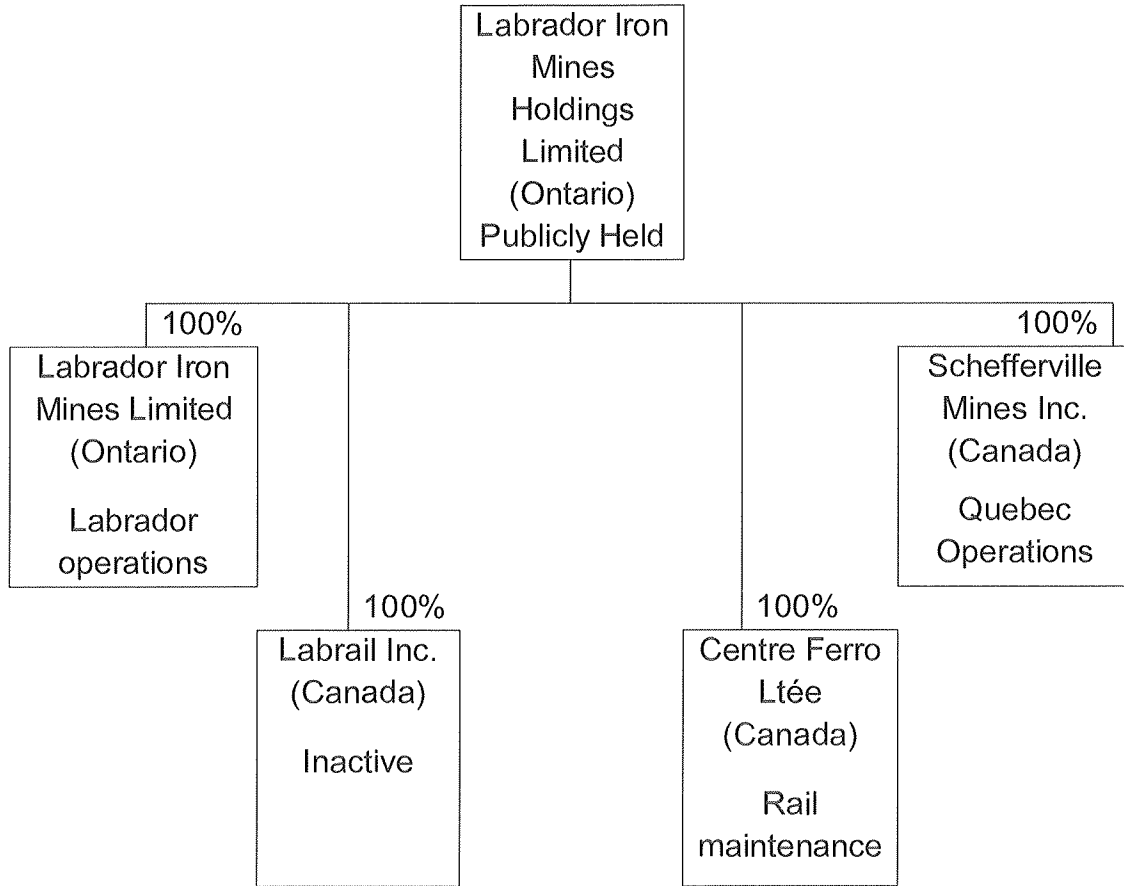 Labrador Iron
Mines
Holdings
Limited
(Ontario)
Publicly Held
100%
Labrador Iron
Mines Limited
(Ontario)
Labrador
operations
100%
Schefferville
Mines Inc.
(Canada)
Quebec
Operations
100%
Labrail Inc.
(Canada)
Inactive
100%
Centre Ferro
Ltée
(Canada)
Rail
maintenance